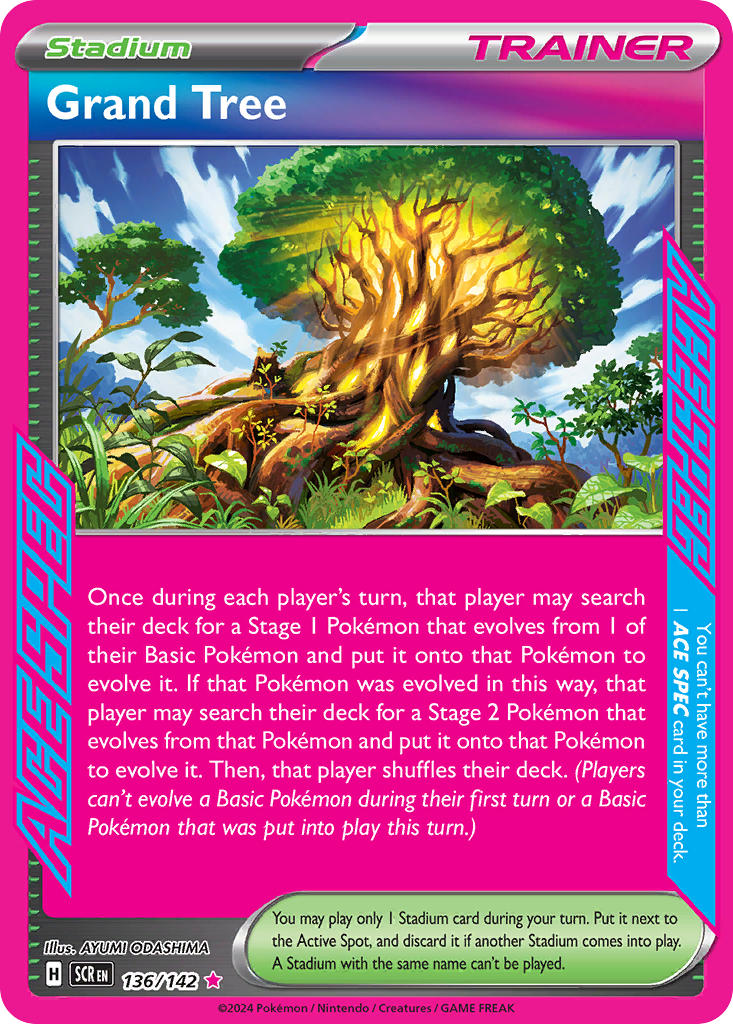 Stadium
TRAINER
Grand Tree
ACE SPEC
ACE SPEC
Once during each player's turn, that player may search
their deck for a Stage 1 Pokémon that evolves from 1 of
their Basic Pokémon and put it onto that Pokémon to
evolve it. If that Pokémon was evolved in this way, that
player may search their deck for a Stage 2 Pokémon that
evolves from that Pokémon and put it onto that Pokémon
to evolve it. Then, that player shuffles their deck. (Players
can't evolve a Basic Pokémon during their first turn or a Basic
Pokémon that was put into play this turn.)
You can't have more than
1 ACE SPEC card in your deck.
You may play only 1 Stadium card during your turn. Put it next to
the Active Spot, and discard it if another Stadium comes into play.
A Stadium with the same name can't be played.
Illus. AYUMI ODASHIMA
H SCR EN 136/142
©2024 Pokémon / Nintendo / Creatures / GAME FREAK